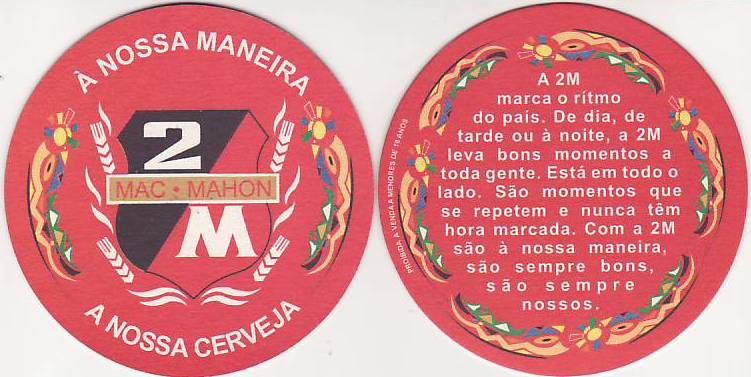 À NOSSA MANEIRA
2
MAC • MAHON
M
A NOSSA CERVEJA
A 2M
marca o rítmo
do país. De dia, de
tarde ou à noite, a 2M
leva bons momentos a
toda gente. Está em todo o
lado. São momentos que
se repetem e nunca têm
hora marcada. Com a 2M
são à nossa maneira,
são sempre bons,
são sempre
nossos.
PROIBIDA A VENDA A MENORES DE 18 ANOS